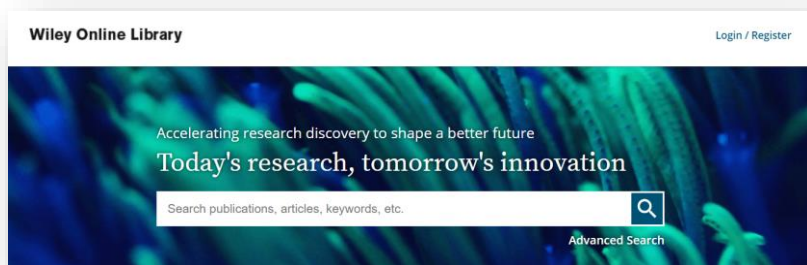 Wiley Online Library
Login / Register
Accelerating research discovery to shape a better future
Today's research, tomorrow's innovation
Search publications, articles, keywords, etc.
Advanced Search